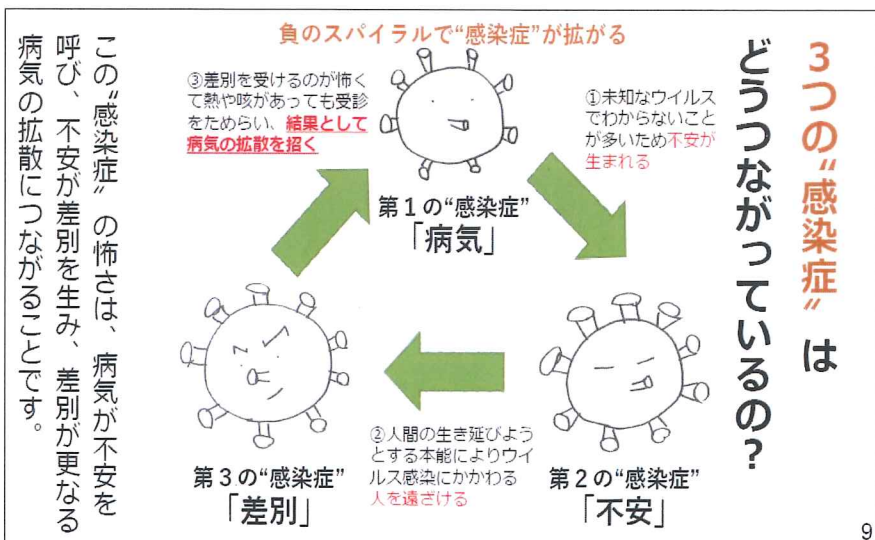 3つの“感染症”は
どうつながっているの?
負のスパイラルで“感染症”が拡がる
①未知なウイルス
でわからないこと
が多いため不安が
生まれる
第1の“感染症”
「病気」
③差別を受けるのが怖く
て熱や咳があっても受診
をためらい、結果として
病気の拡散を招く
第2の“感染症”
「不安」
②人間の生き延びよう
とする本能によりウイ
ルス感染にかかわる
人を遠ざける
第3の“感染症”
「差別」
この“感染症”の怖さは、病気が不安を
呼び、不安が差別を生み、差別が更なる
病気の拡散につながることです。
9